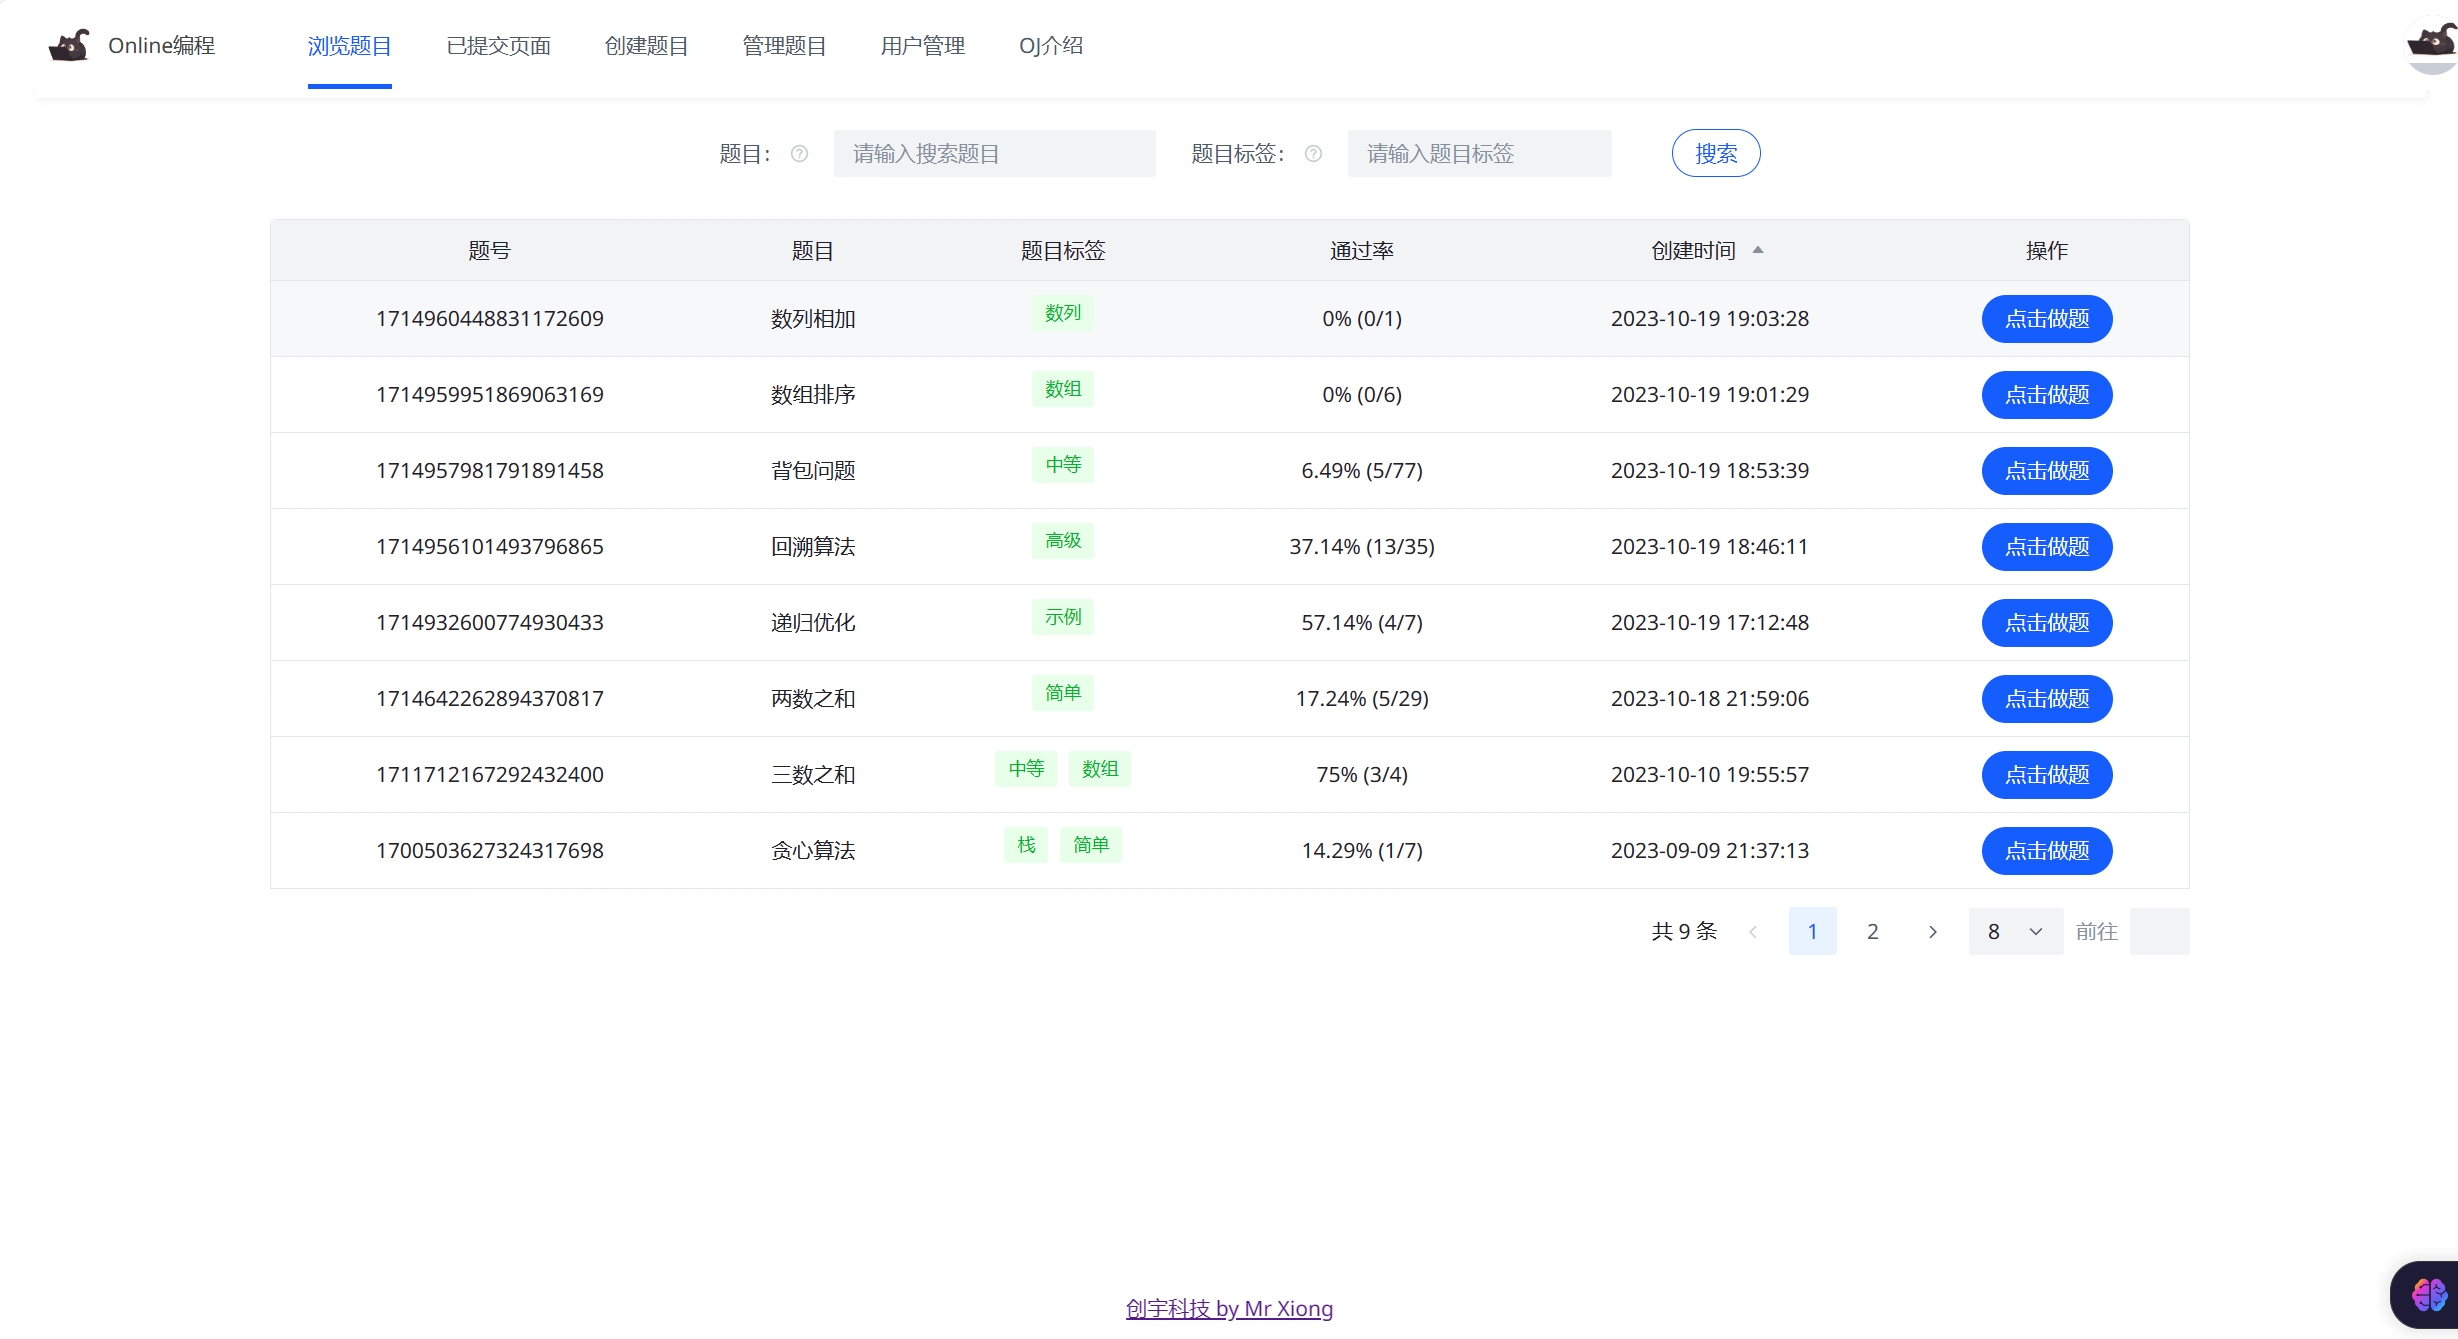 Online编程 浏览题目 已提交页面 创建题目 管理题目 用户管理 OJ介绍
题目： 请输入搜索题目 题目标签： 请输入题目标签 搜索
题号 题目 题目标签 通过率 创建时间 操作
1714960448831172609 数列相加 数列 0% (0/1) 2023-10-19 19:03:28 点击做题
1714959951869063169 数组排序 数组 0% (0/6) 2023-10-19 19:01:29 点击做题
1714957981791891458 背包问题 中等 6.49% (5/77) 2023-10-19 18:53:39 点击做题
1714956101493796865 回溯算法 高级 37.14% (13/35) 2023-10-19 18:46:11 点击做题
1714932600774930433 递归优化 示例 57.14% (4/7) 2023-10-19 17:12:48 点击做题
1714642262894370817 两数之和 简单 17.24% (5/29) 2023-10-18 21:59:06 点击做题
1711712167292432400 三数之和 中等 数组 75% (3/4) 2023-10-10 19:55:57 点击做题
1700503627324317698 贪心算法 栈 简单 14.29% (1/7) 2023-09-09 21:37:13 点击做题
共 9 条 1 2 8 前往
创宇科技 by Mr Xiong